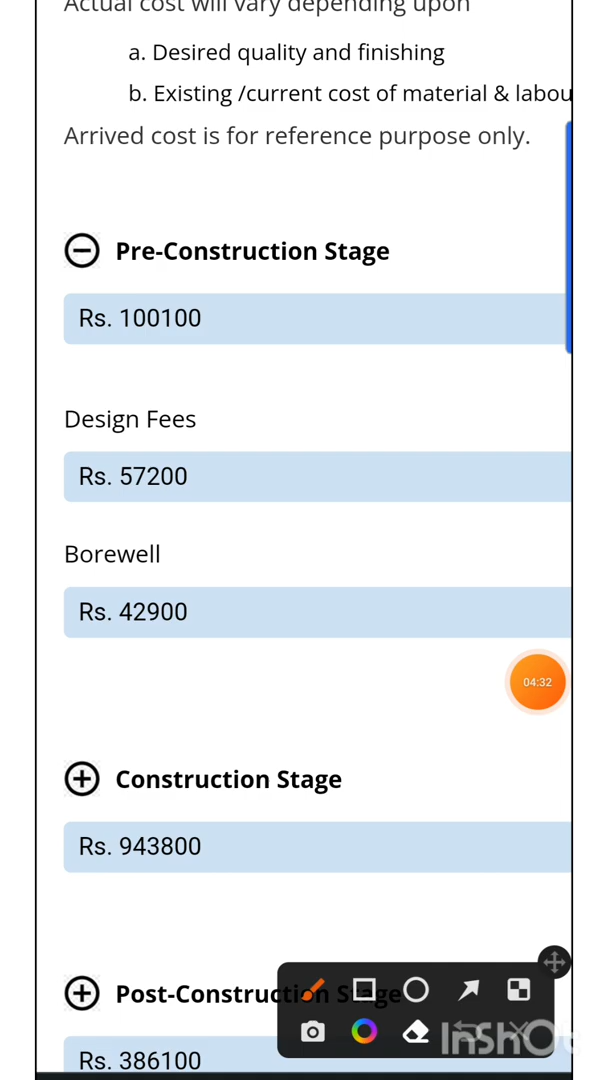 Actual cost will vary depending upon
a. Desired quality and finishing
b. Existing /current cost of material & labou
Arrived cost is for reference purpose only.
Pre-Construction Stage
Rs. 100100
Design Fees
Rs. 57200
Borewell
Rs. 42900
04:32
Construction Stage
Rs. 943800
Post-Construction Stage
Rs. 386100
InShOt